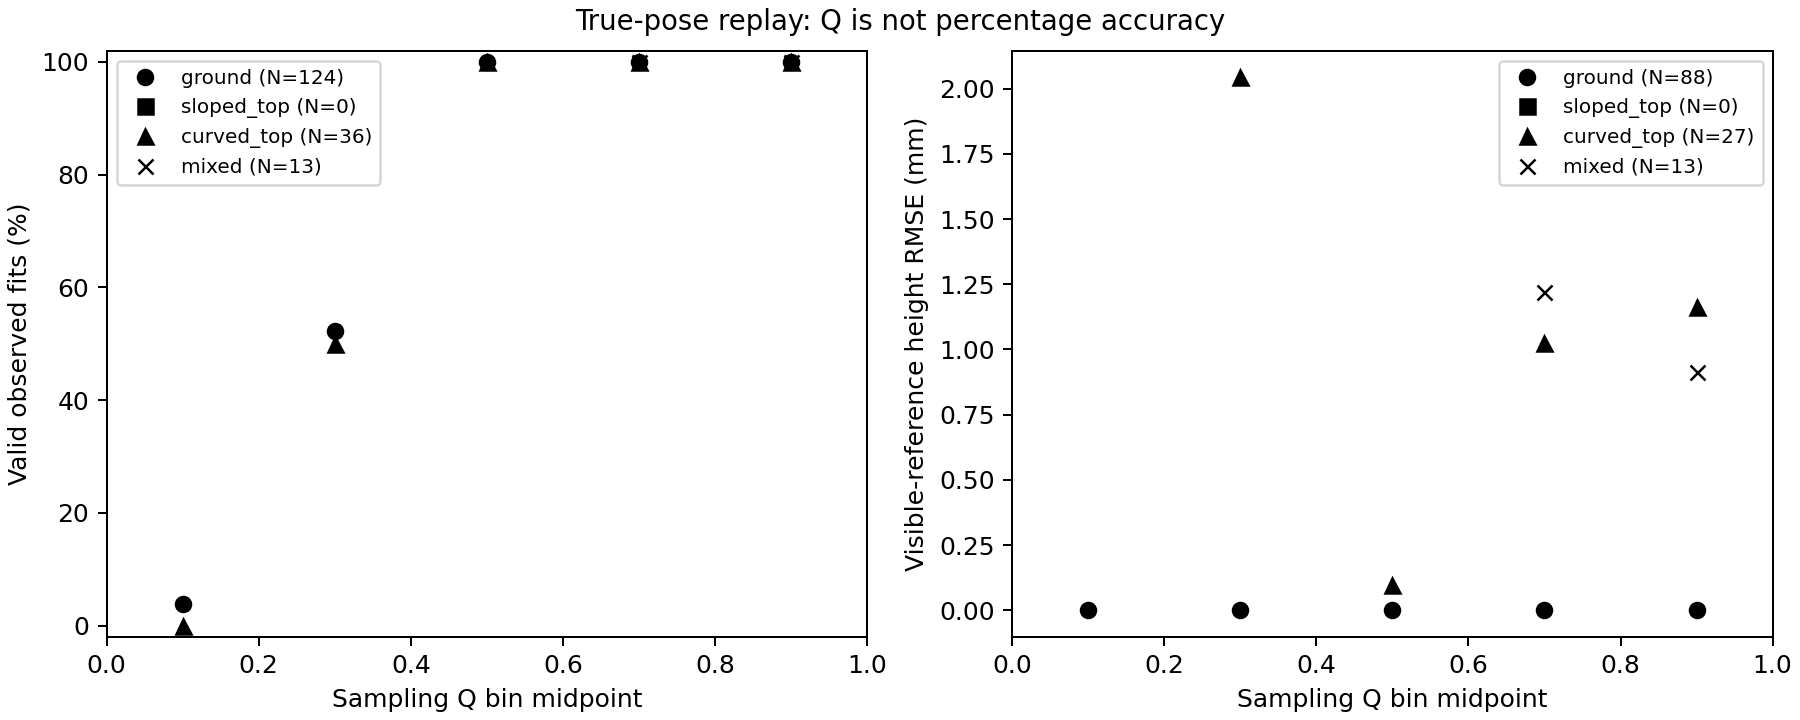 True-pose replay: Q is not percentage accuracy
Valid observed fits (%)
100
80
60
40
20
0
ground (N=124)
sloped_top (N=0)
curved_top (N=36)
mixed (N=13)
0.0 0.2 0.4 0.6 0.8 1.0
Sampling Q bin midpoint
Visible-reference height RMSE (mm)
2.00
1.75
1.50
1.25
1.00
0.75
0.50
0.25
0.00
ground (N=88)
sloped_top (N=0)
curved_top (N=27)
mixed (N=13)
0.0 0.2 0.4 0.6 0.8 1.0
Sampling Q bin midpoint